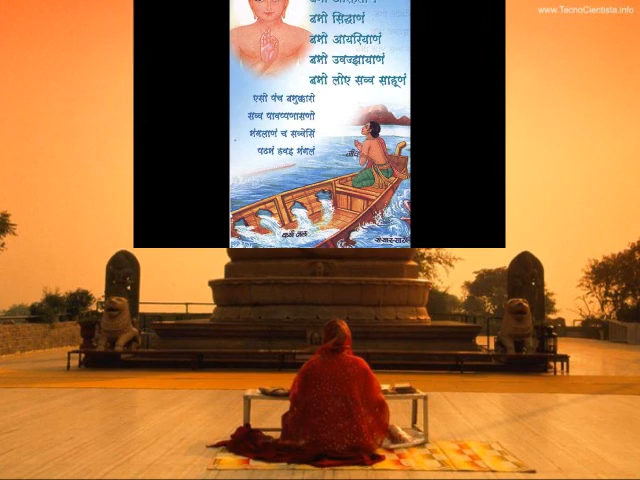 www.TecnoCientista.info
णमो सिद्धाणं
णमो आयरियाणं
णमो उवज्झायाणं
णमो लोए सव्व साहूणं
एसो पंच णमुक्कारो
सव्व पावप्पणासणो
मंगलाणं च सव्वेसिं
पढमं हवइ मंगलं